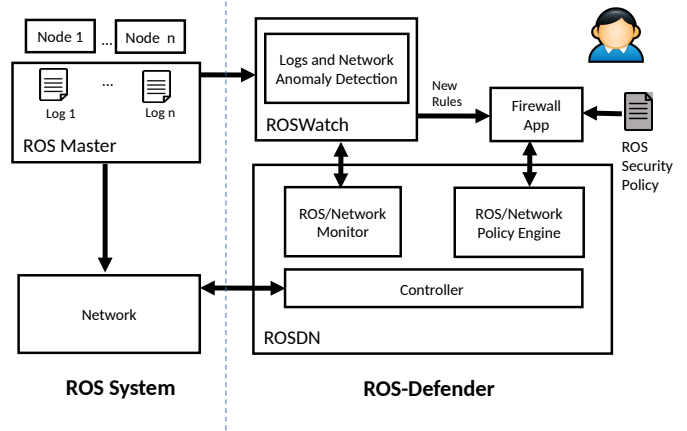 Node 1
...
Node n
Log 1
...
Log n
ROS Master
Logs and Network
Anomaly Detection
ROSWatch
New
Rules
Firewall
App
ROS
Security
Policy
ROS/Network
Monitor
ROS/Network
Policy Engine
Network
Controller
ROSDN
ROS System
ROS-Defender